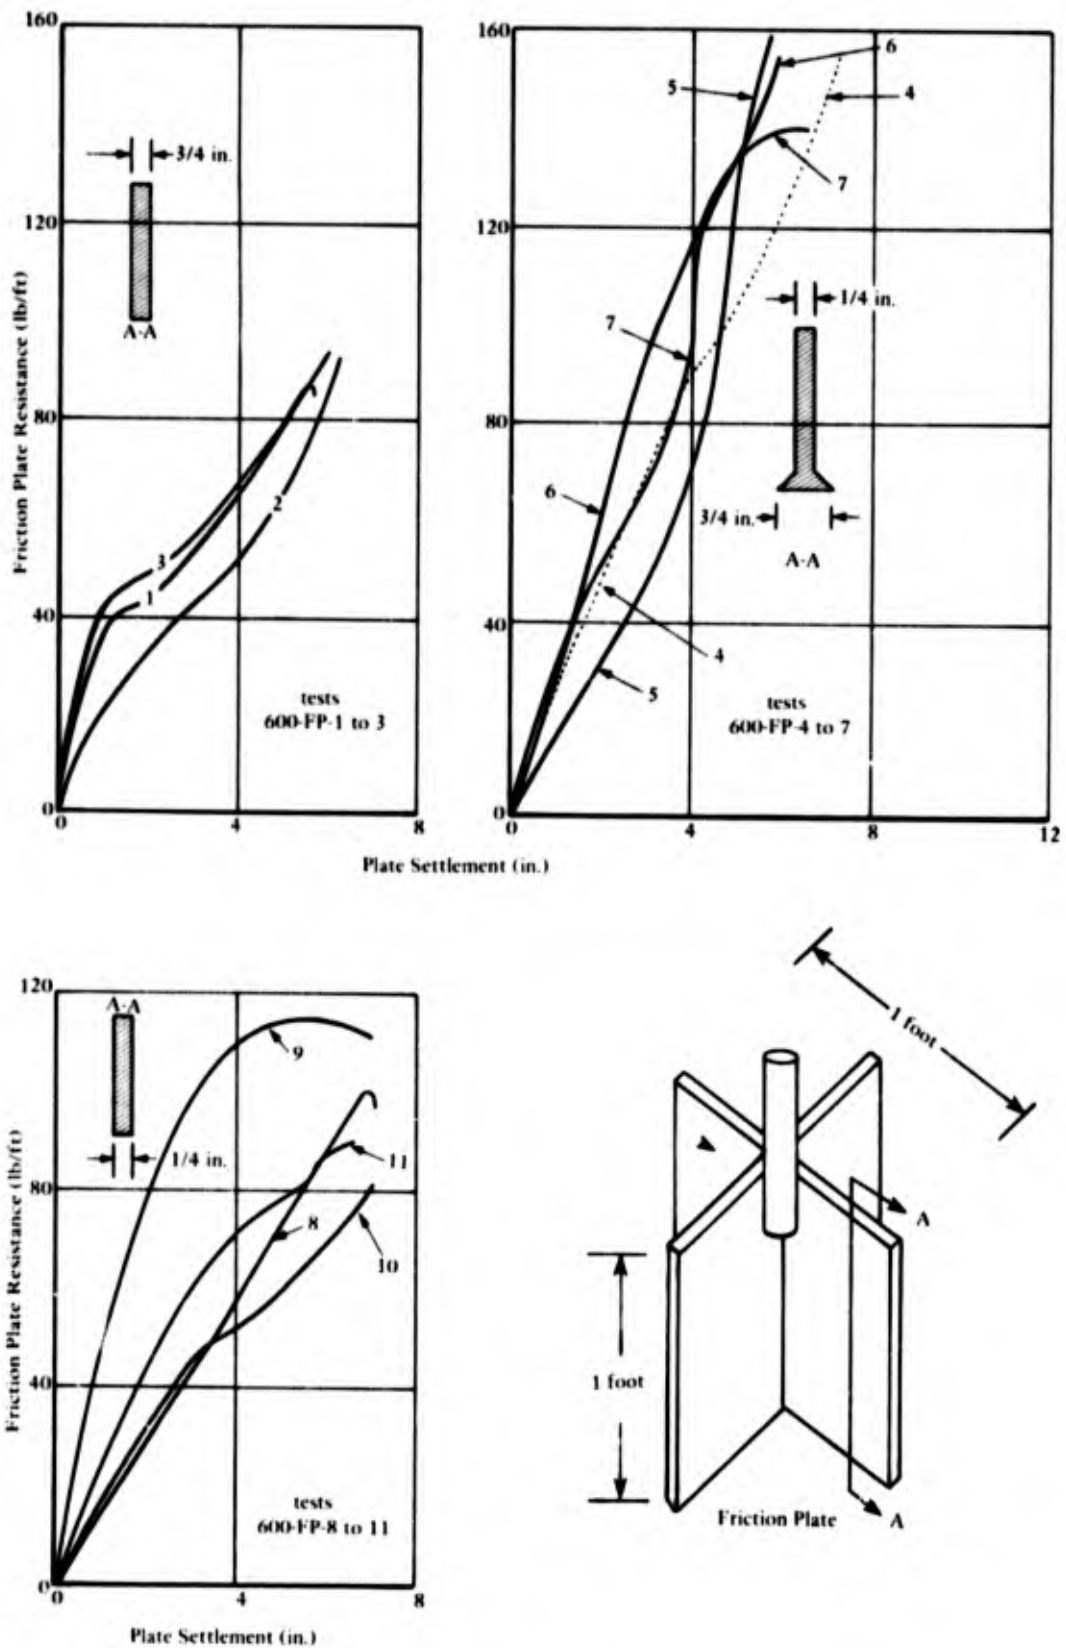 160
120
80
40
0
0
4
8
Friction Plate Resistance (lb/ft)
3/4 in.
A-A
3
1
2
tests
600-FP-1 to 3
160
120
80
40
0
0
4
8
12
5
6
4
7
7
6
4
5
1/4 in.
3/4 in.
A-A
tests
600-FP-4 to 7
Plate Settlement (in.)
120
80
40
0
0
4
8
Friction Plate Resistance (lb/ft)
A-A
1/4 in.
9
11
8
10
tests
600-FP-8 to 11
Plate Settlement (in.)
1 foot
A
1 foot
A
Friction Plate